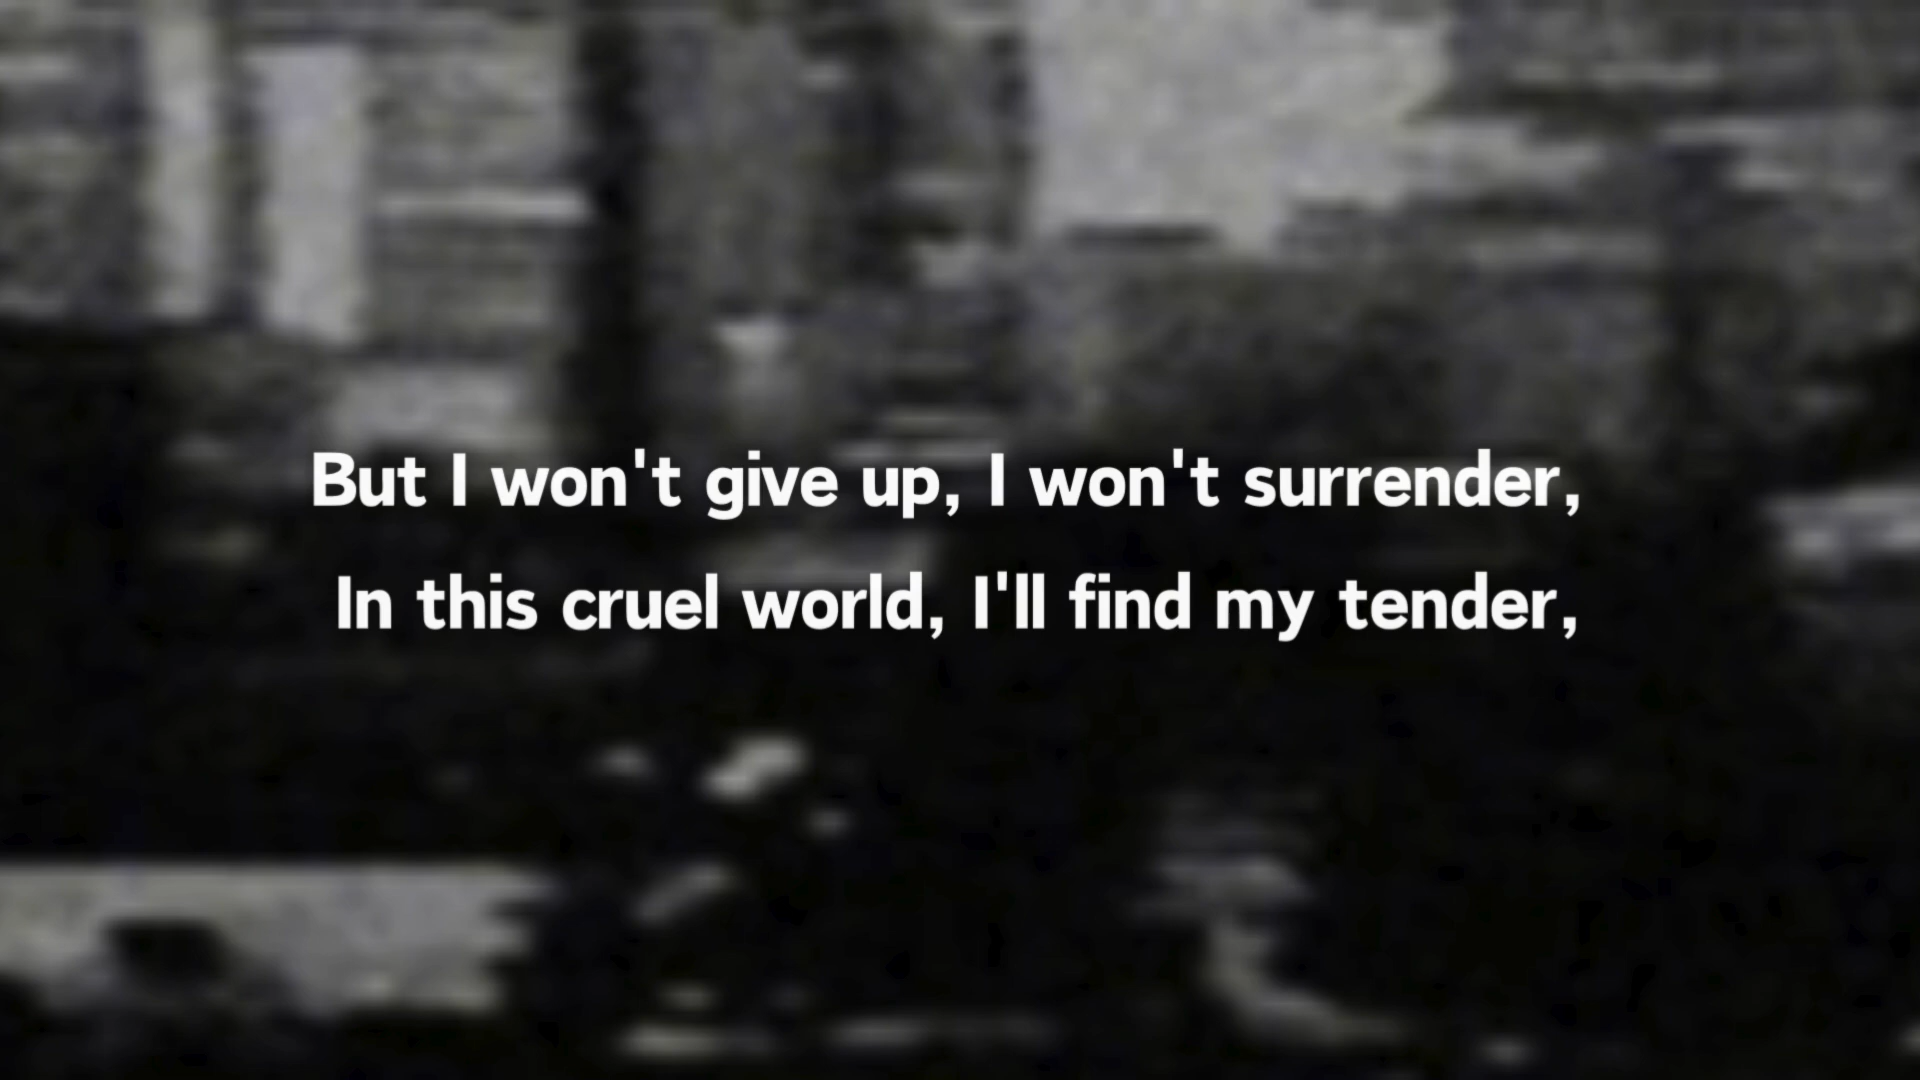 But I won't give up, I won't surrender,
In this cruel world, I'll find my tender,